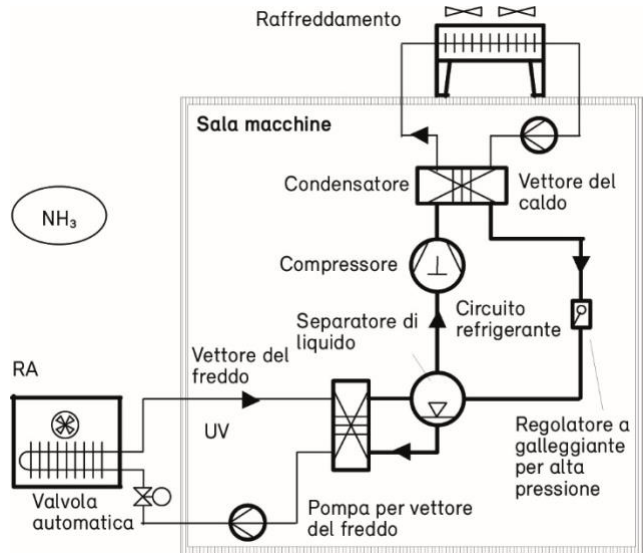 Raffreddamento
Sala macchine
Condensatore
Vettore del
caldo
NH₃
Compressore
Separatore di
liquido
Circuito
refrigerante
Vettore del
freddo
RA
UV
Regolatore a
galleggiante
per alta
pressione
Valvola
automatica
Pompa per vettore
del freddo